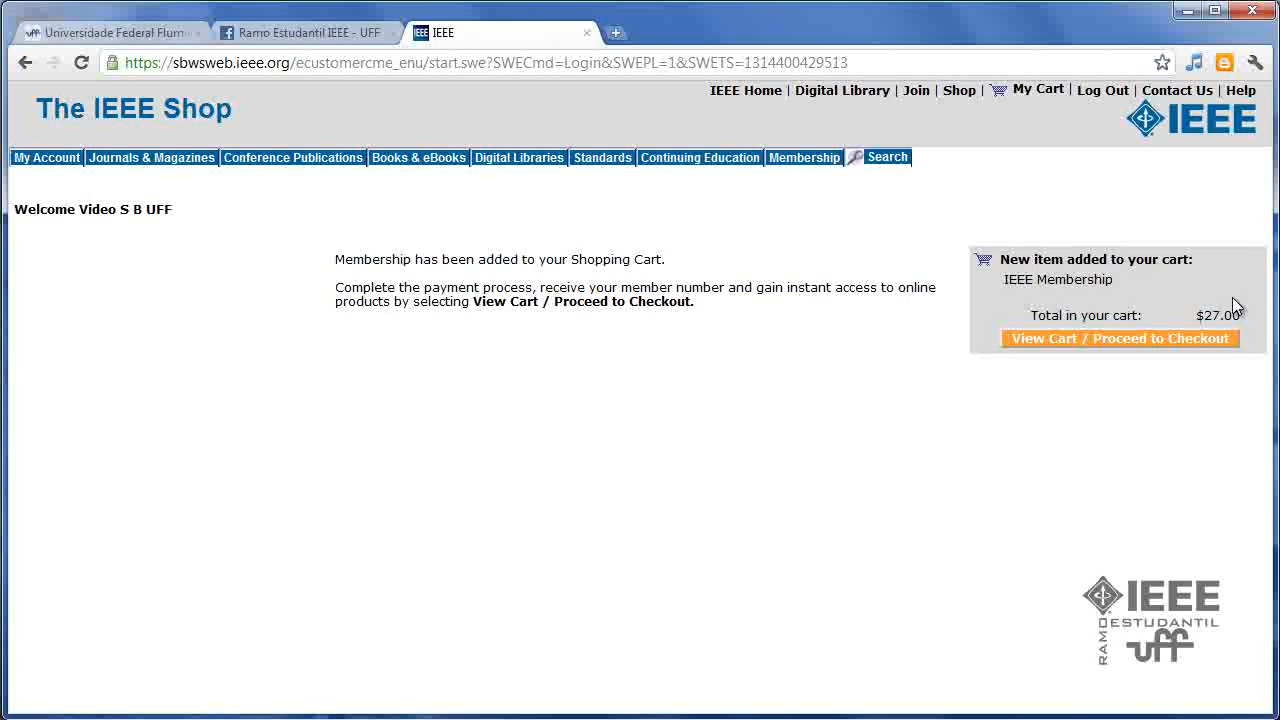 Universidade Federal Flum
Ramo Estudantil IEEE - UFF
IEEE IEEE
https://sbwsweb.ieee.org/ecustomercme_enu/start.swe?SWECmd=Login&SWEPL=1&SWETS=1314400429513
IEEE Home | Digital Library | Join | Shop | My Cart | Log Out | Contact Us | Help
The IEEE Shop
IEEE
My Account Journals & Magazines Conference Publications Books & eBooks Digital Libraries Standards Continuing Education Membership Search
Welcome Video S B UFF
Membership has been added to your Shopping Cart.
Complete the payment process, receive your member number and gain instant access to online
products by selecting View Cart / Proceed to Checkout.
New item added to your cart:
IEEE Membership
Total in your cart: $27.00
View Cart / Proceed to Checkout
IEEE
RAMO
ESTUDANTIL
uff